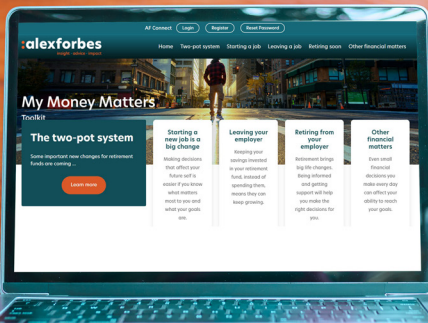 AF Connect Login Register Reset Password
:alexforbes
insight · advice · impact
Home Two-pot system Starting a job Leaving a job Retiring soon Other financial matters
My Money Matters
Toolkit
The two-pot system
Some important new changes for retirement
funds are coming ...
Learn more
Starting a
new job is a
big change
Making decisions
that affect your
future self is
easier if you know
what matters
most to you and
what your goals
are.
Leaving your
employer
Keeping your
savings invested
in your retirement
fund, instead of
spending them,
means they can
keep growing.
Retiring from
your
employer
Retirement brings
big life changes.
Being informed
and getting
support will help
you make the
right decisions for
you.
Other
financial
matters
Even small
financial
decisions you
make every day
can affect your
ability to reach
your goals.